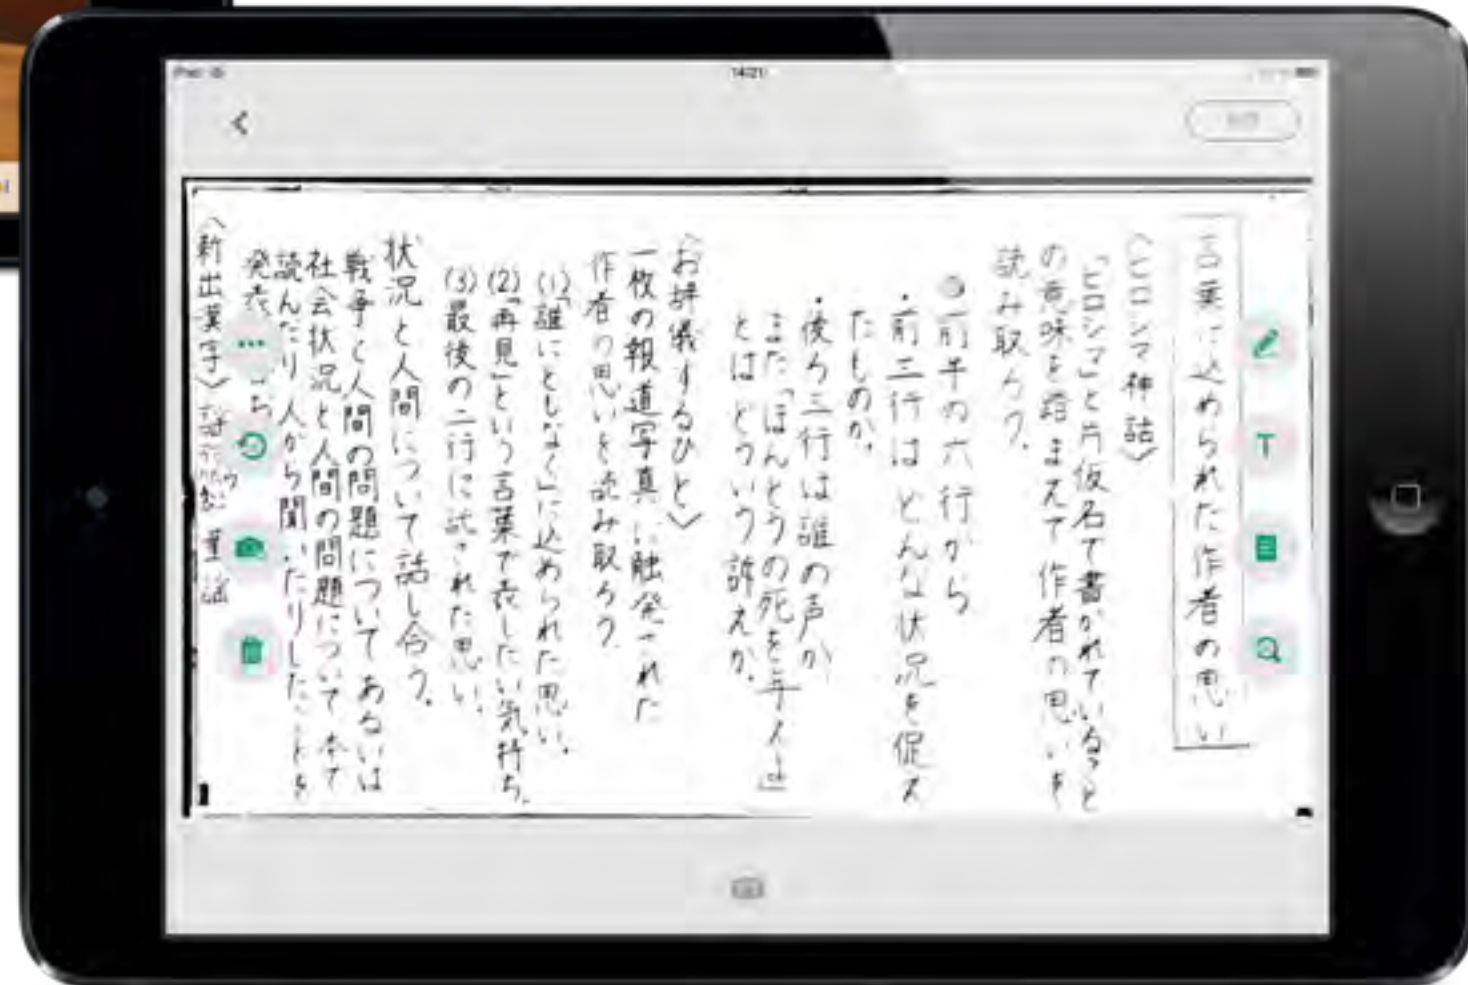 iPad
14:21
言葉に込められた作者の思い
〈ヒロシマ神話〉
「ヒロシマ」と片仮名で書かれていること
の意味を踏まえて作者の思いを
読み取ろう。
◎前半の六行から
・前三行はどんな状況を捉え
たものか。
・後ろ三行は誰の声か
また「ほんとうの死を与えよ」
とはどういう訴えか。
〈お辞儀するひと〉
一枚の報道写真に触発された
作者の思いを読み取ろう。
(1)「誰にともなく」に込められた思い。
(2)「再見」という言葉で表したい気持ち。
(3)最後の二行に託された思い。
状況と人間について話し合う。
戦争と人間の問題についてあるいは
社会状況と人間の問題について本で
読んだり人から聞いたりしたことを
発表
〈新出漢字〉
T